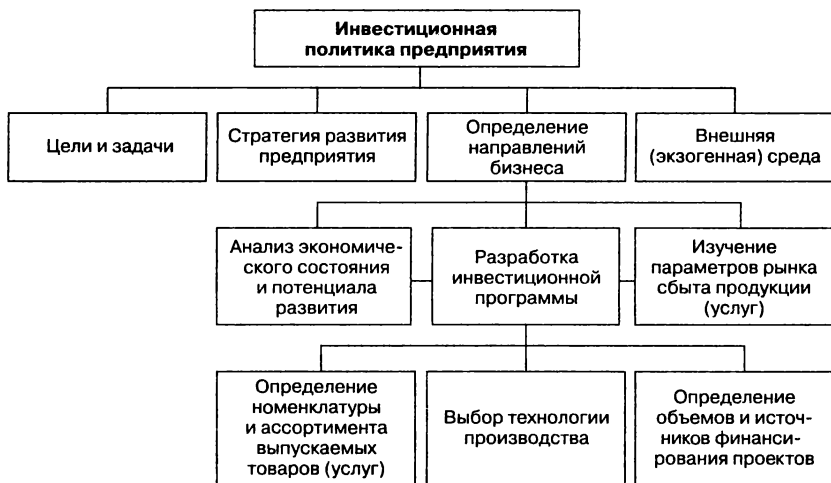 Инвестиционная
политика предприятия
Цели и задачи
Стратегия развития
предприятия
Определение
направлений
бизнеса
Внешняя
(экзогенная) среда
Анализ экономиче-
ского состояния
и потенциала
развития
Разработка
инвестиционной
программы
Изучение
параметров рынка
сбыта продукции
(услуг)
Определение
номенклатуры
и ассортимента
выпускаемых
товаров (услуг)
Выбор технологии
производства
Определение
объемов и источ-
ников финанси-
рования проектов